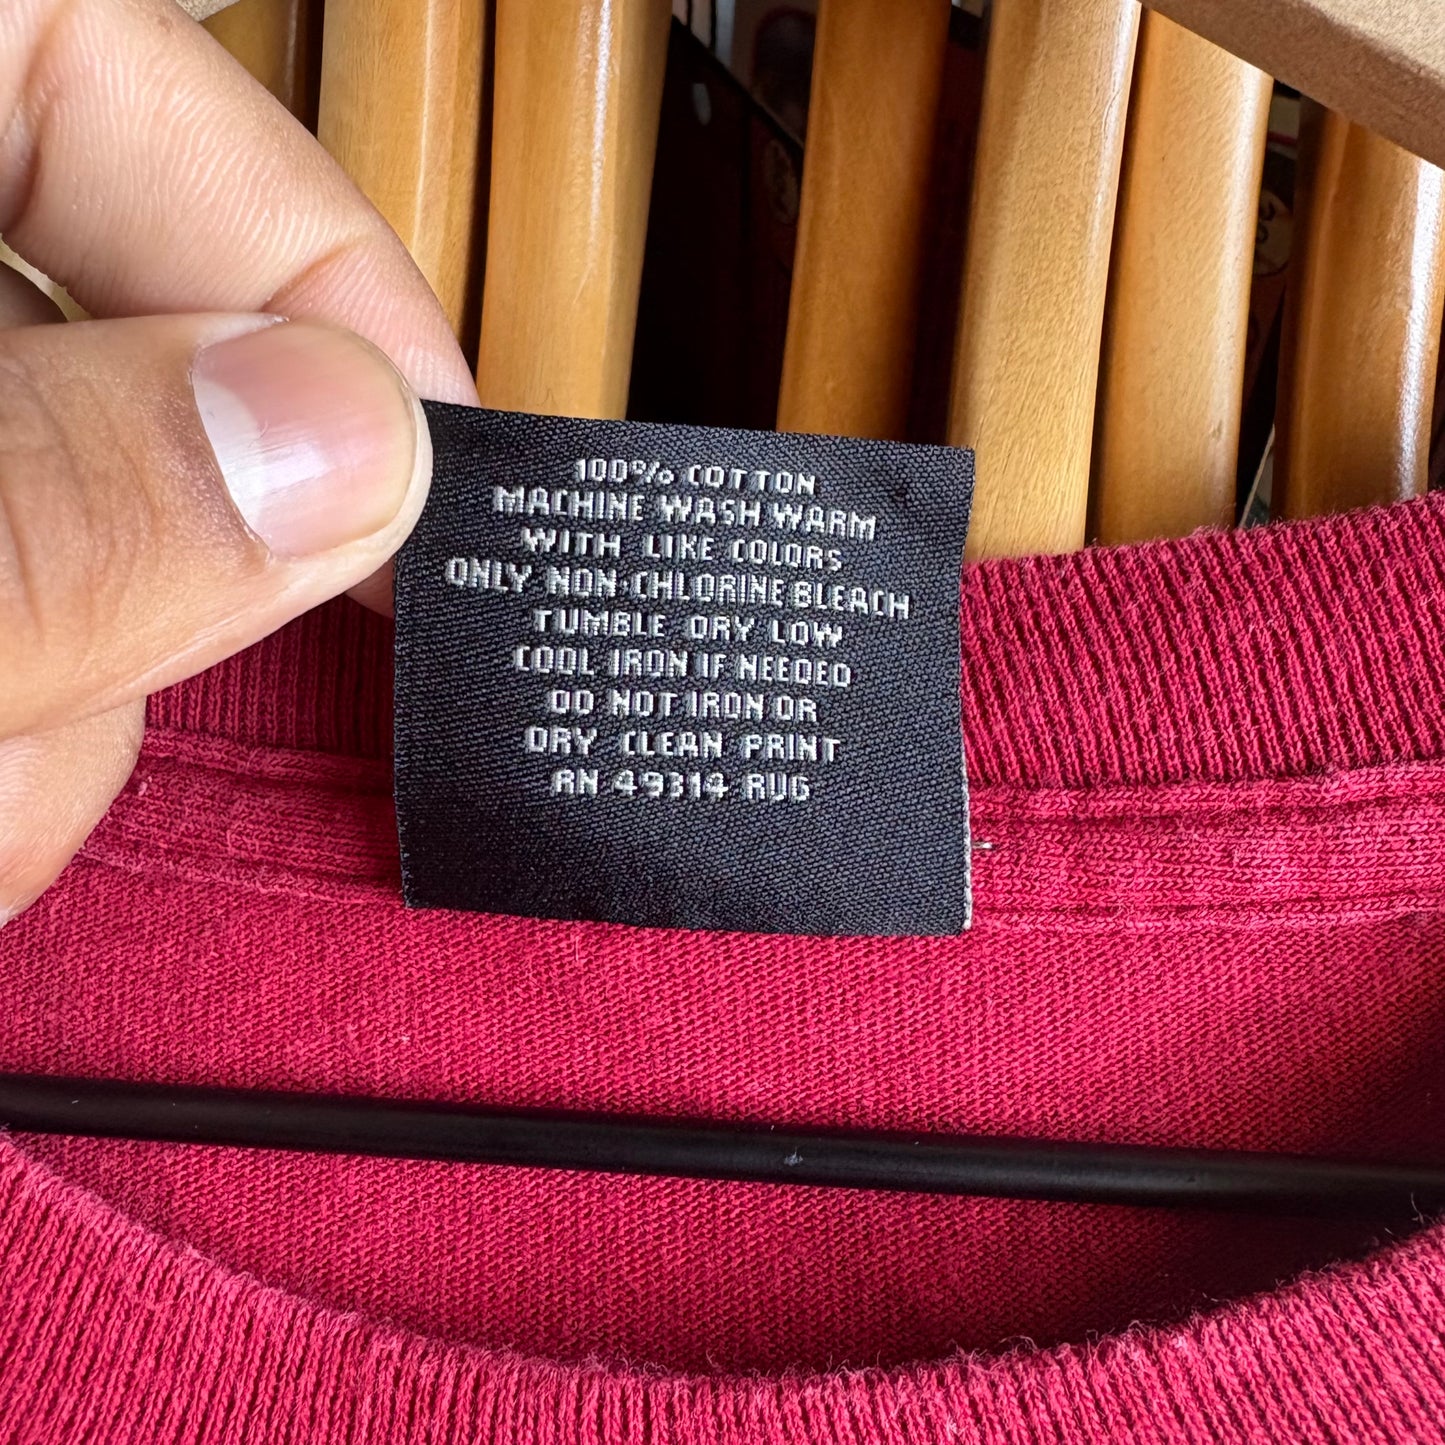 100% COTTON
MACHINE WASH WARM
WITH LIKE COLORS
ONLY NON-CHLORINE BLEACH
TUMBLE DRY LOW
COOL IRON IF NEEDED
DO NOT IRON OR
DRY CLEAN PRINT
RN 49314 RUG